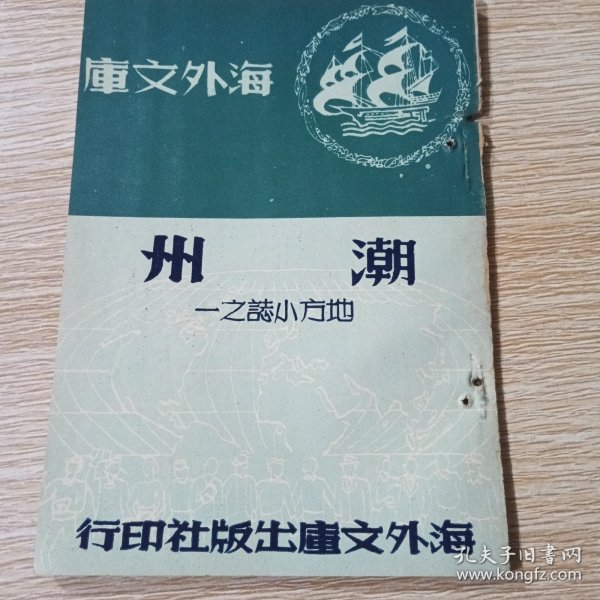 海外文庫
潮州
地方小誌之一
海外文庫出版社印行
孔夫子旧書网
www.kongfz.com